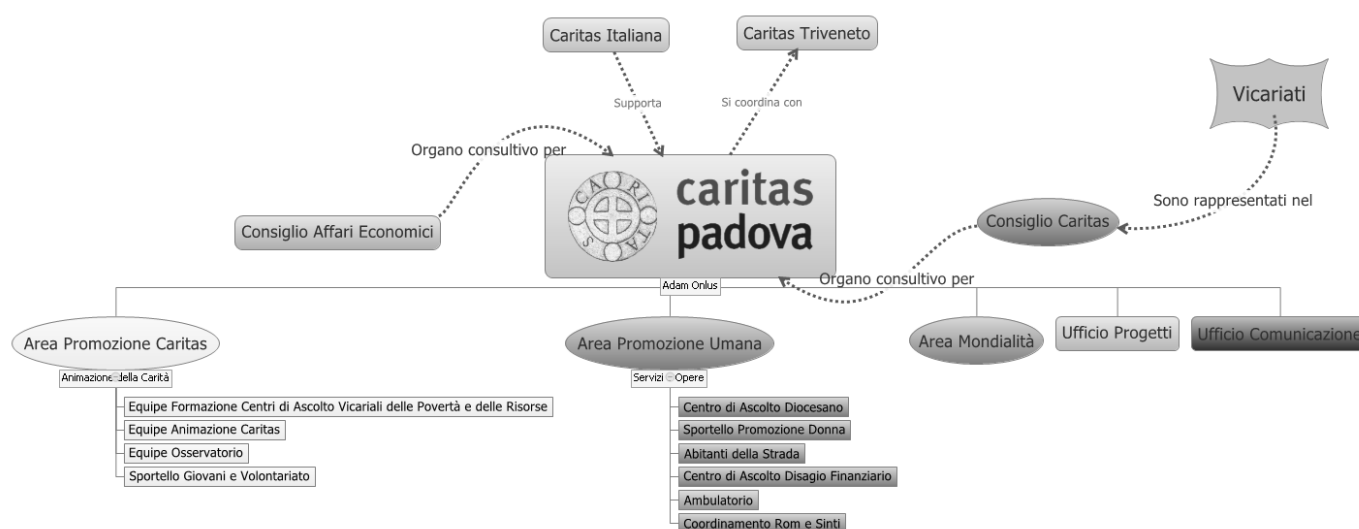 Caritas Italiana
Caritas Triveneto
Vicariati
Supporta
Si coordina con
Organo consultivo per
CARITAS
caritas
padova
Sono rappresentati nel
Consiglio Affari Economici
Consiglio Caritas
Organo consultivo per
Adam Onlus
Area Promozione Caritas
Area Promozione Umana
Area Mondialità
Ufficio Progetti
Ufficio Comunicazione
Animazione della Carità
Servizi Opere
Equipe Formazione Centri di Ascolto Vicariali delle Povertà e delle Risorse
Equipe Animazione Caritas
Equipe Osservatorio
Sportello Giovani e Volontariato
Centro di Ascolto Diocesano
Sportello Promozione Donna
Abitanti della Strada
Centro di Ascolto Disagio Finanziario
Ambulatorio
Coordinamento Rom e Sinti